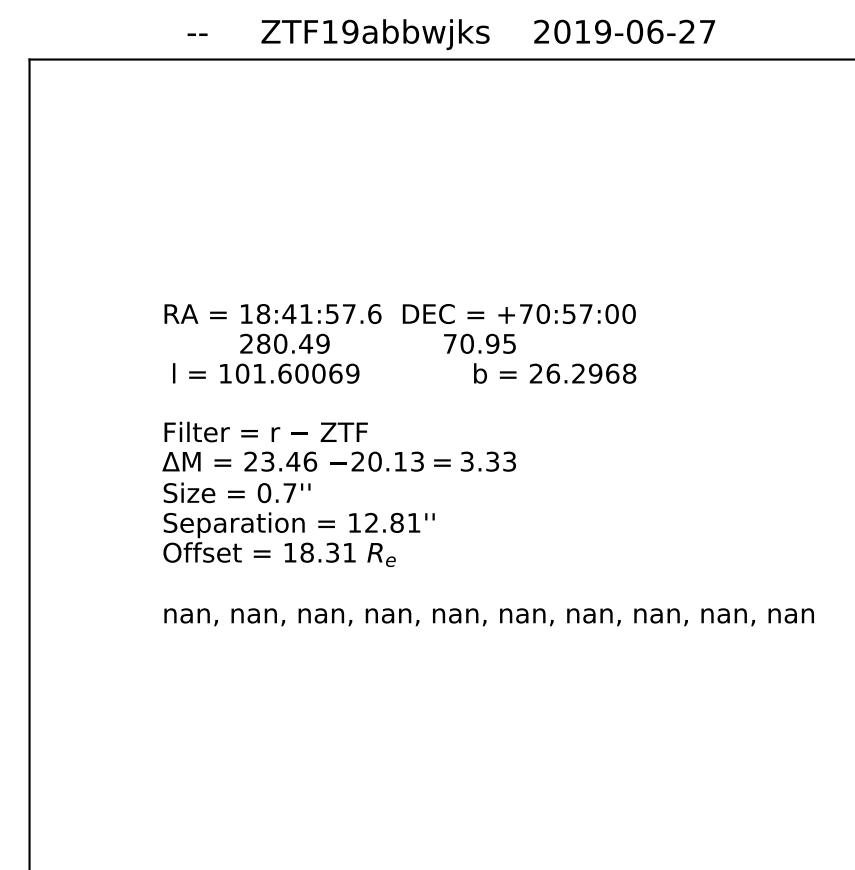 -- ZTF19abbwjks 2019-06-27
RA = 18:41:57.6 DEC = +70:57:00
280.49 70.95
l = 101.60069 b = 26.2968
Filter = r − ZTF
ΔM = 23.46 −20.13 = 3.33
Size = 0.7''
Separation = 12.81''
Offset = 18.31 Re
nan, nan, nan, nan, nan, nan, nan, nan, nan, nan